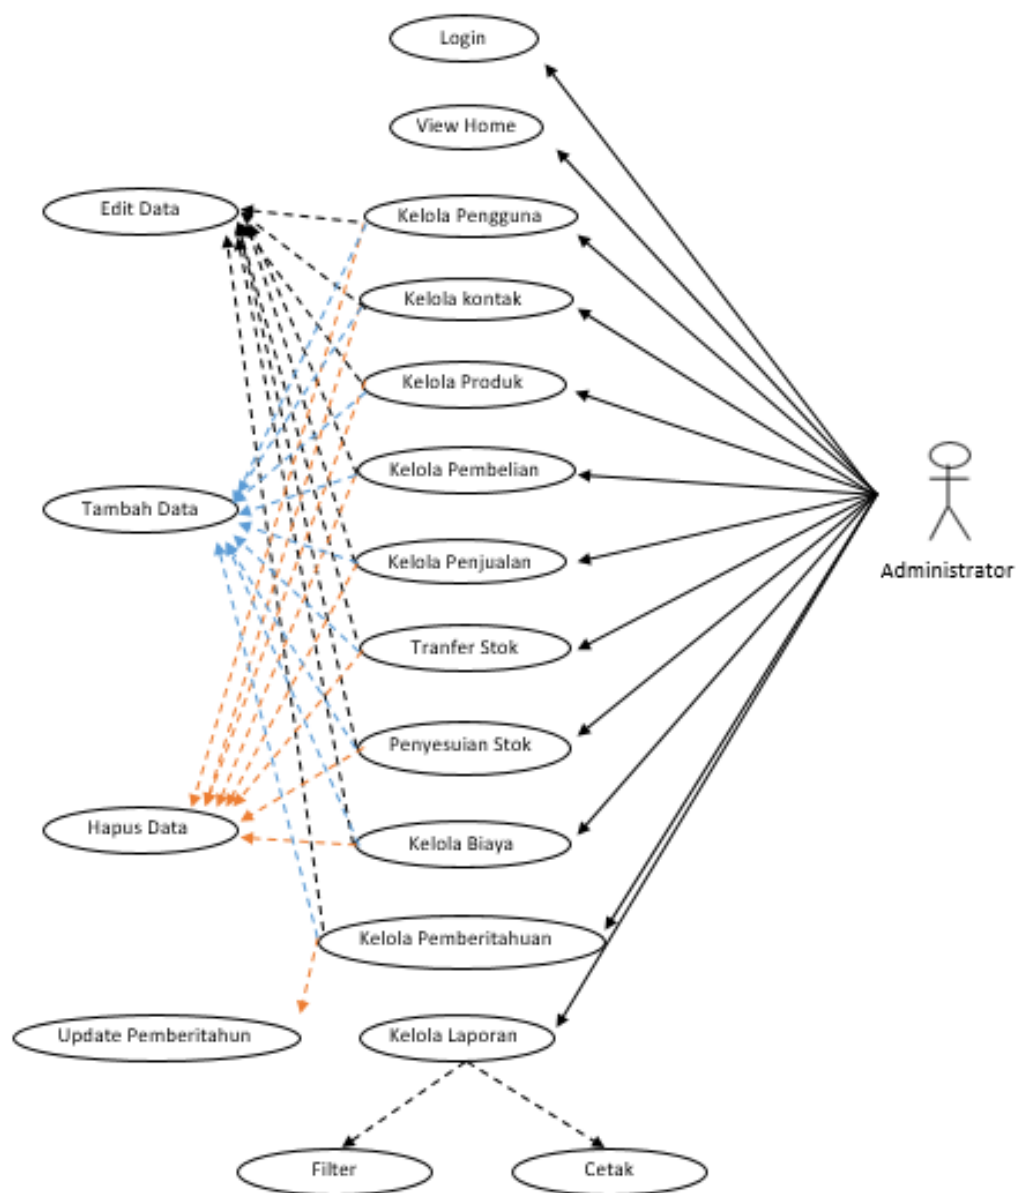 Login
View Home
Edit Data
Kelola Pengguna
Kelola kontak
Kelola Produk
Kelola Pembelian
Tambah Data
Kelola Penjualan
Administrator
Tranfer Stok
Penyesuian Stok
Hapus Data
Kelola Biaya
Kelola Pemberitahuan
Update Pemberitahun
Kelola Laporan
Filter
Cetak